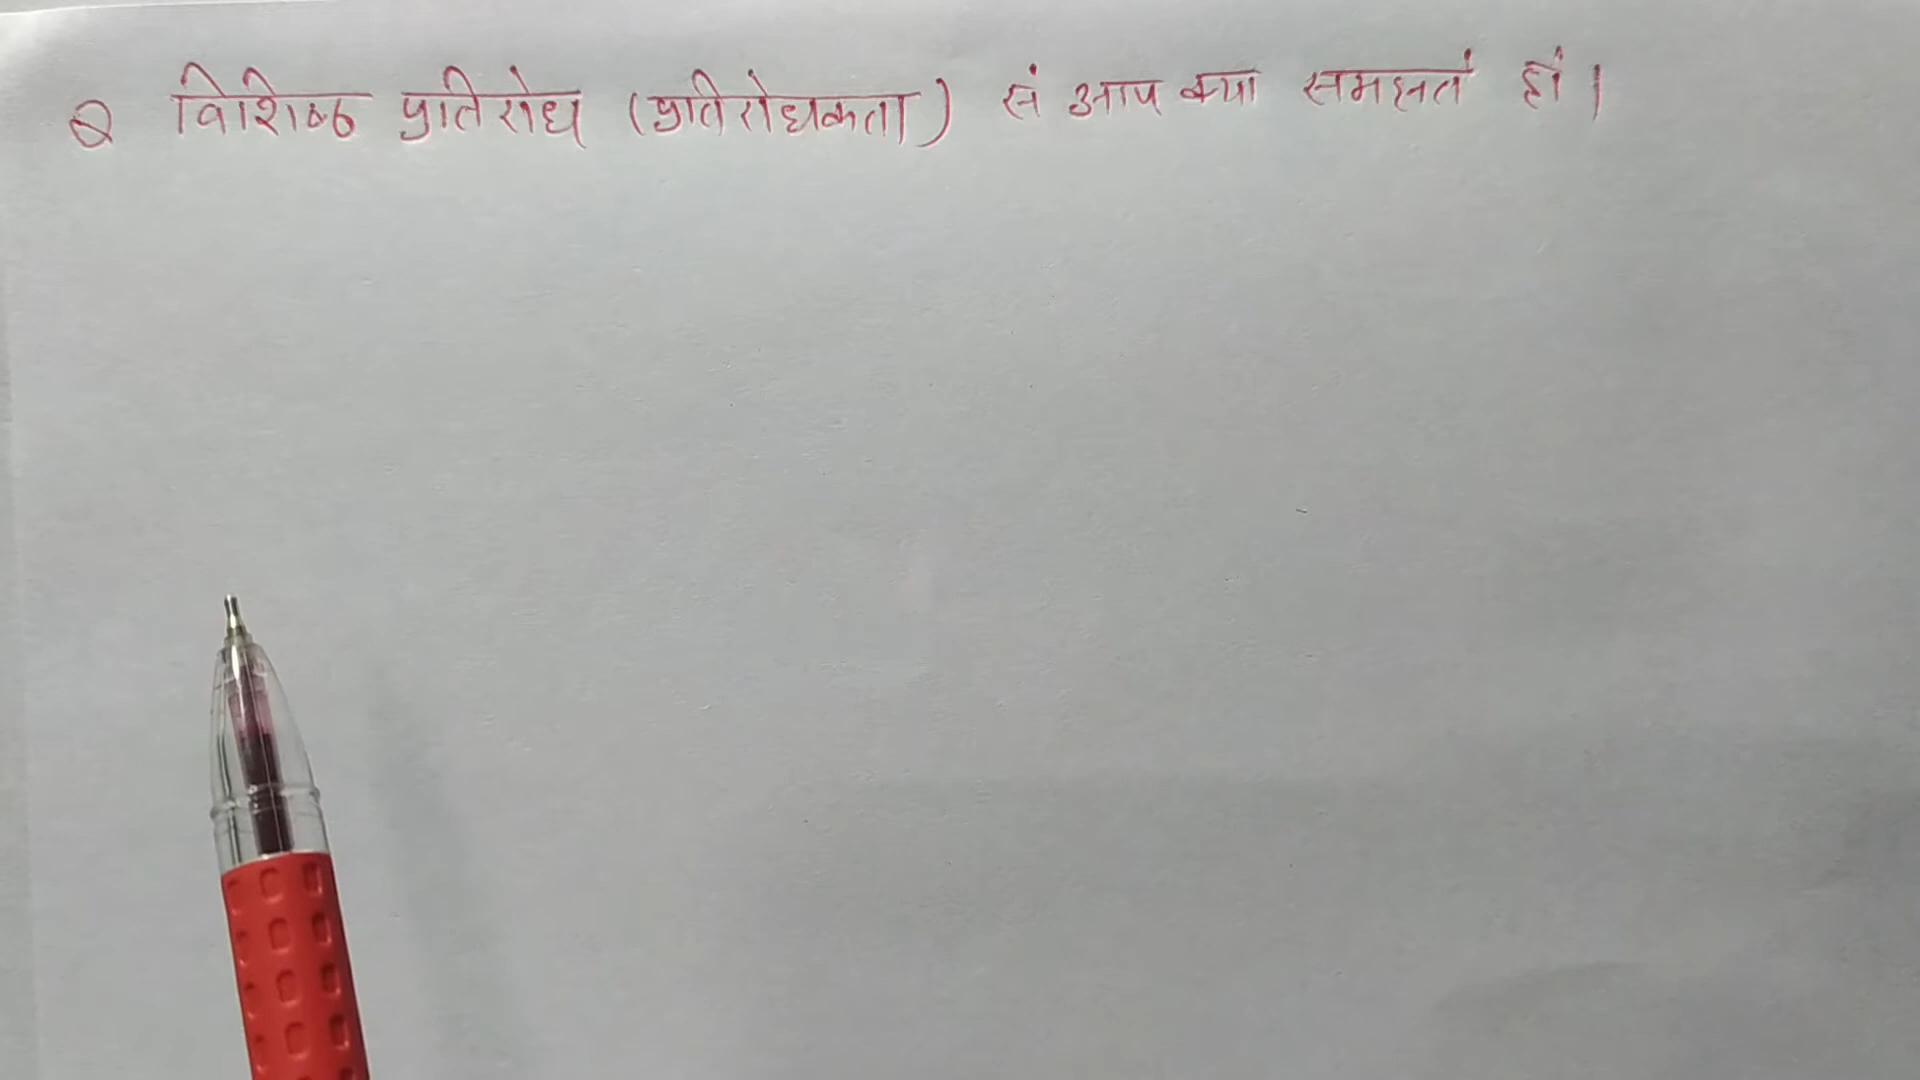 Q विशिष्ठ प्रतिरोध (प्रतिरोधकता) सें आप क्या समझतें हों।